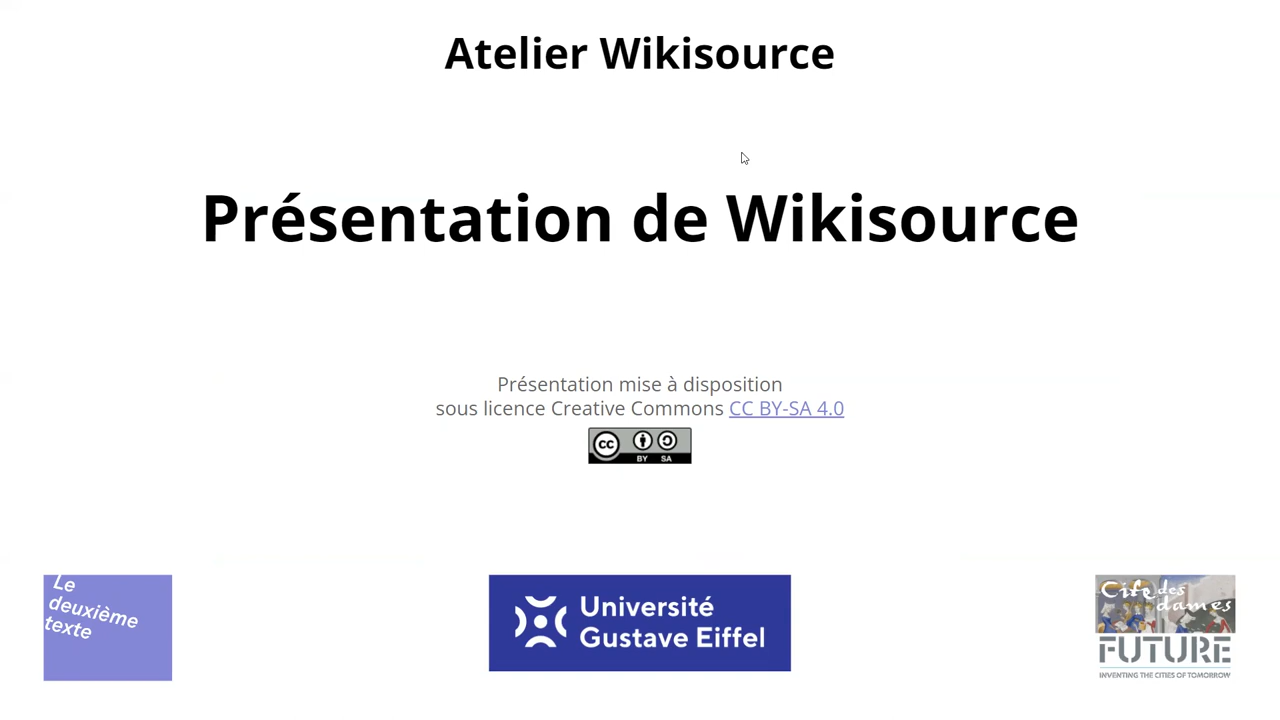 Atelier Wikisource
Présentation de Wikisource
Présentation mise à disposition
sous licence Creative Commons CC BY-SA 4.0
cc
BY SA
Le
deuxième
texte
Université
Gustave Eiffel
Cité des
dames
FUTURE
INVENTING THE CITIES OF TOMORROW